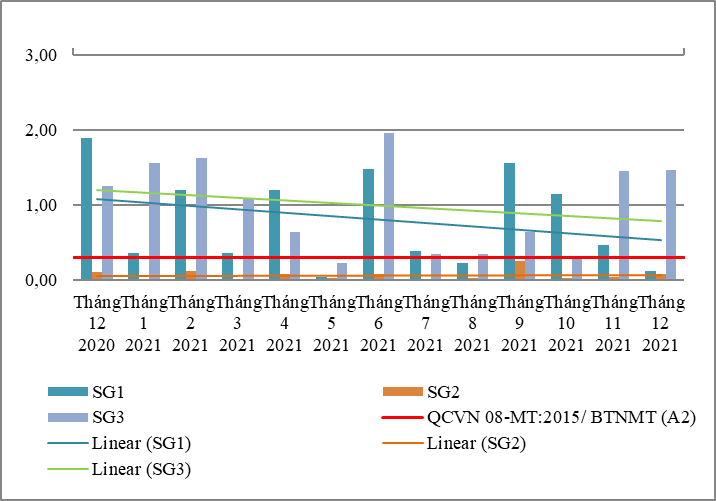 3,00
2,00
1,00
0,00
Tháng Tháng Tháng Tháng Tháng Tháng Tháng Tháng Tháng Tháng Tháng Tháng Tháng
12 1 2 3 4 5 6 7 8 9 10 11 12
2020 2021 2021 2021 2021 2021 2021 2021 2021 2021 2021 2021 2021
SG1 SG2
SG3 QCVN 08-MT:2015/ BTNMT (A2)
Linear (SG1) Linear (SG2)
Linear (SG3)